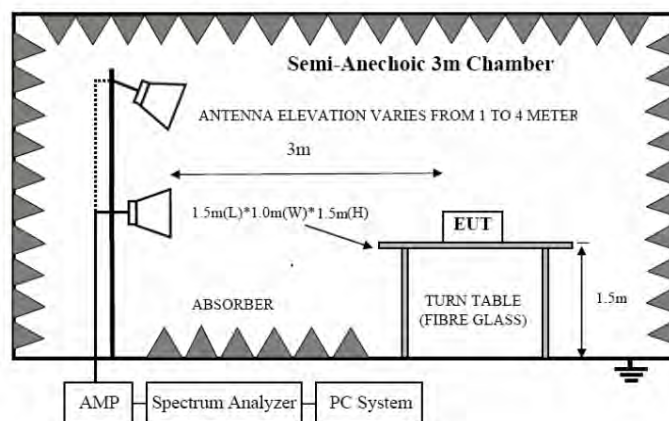 Semi-Anechoic 3m Chamber
ANTENNA ELEVATION VARIES FROM 1 TO 4 METER
3m
1.5m(L)*1.0m(W)*1.5m(H)
EUT
ABSORBER
TURN TABLE
(FIBRE GLASS)
1.5m
AMP
Spectrum Analyzer
PC System